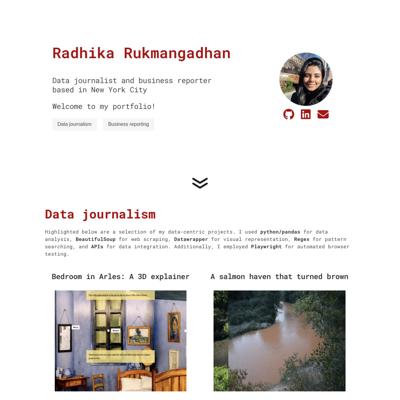 Radhika Rukmangadhan
Data journalist and business reporter
based in New York City
Welcome to my portfolio!
Data journalism
Business reporting
Data journalism
Highlighted below are a selection of my data-centric projects. I used python/pandas for data
analysis, BeautifulSoup for web scraping, Datawrapper for visual representation, Regex for pattern
searching, and APIs for data integration. Additionally, I employed Playwright for automated browser
testing.
Bedroom in Arles: A 3D explainer
A salmon haven that turned brown